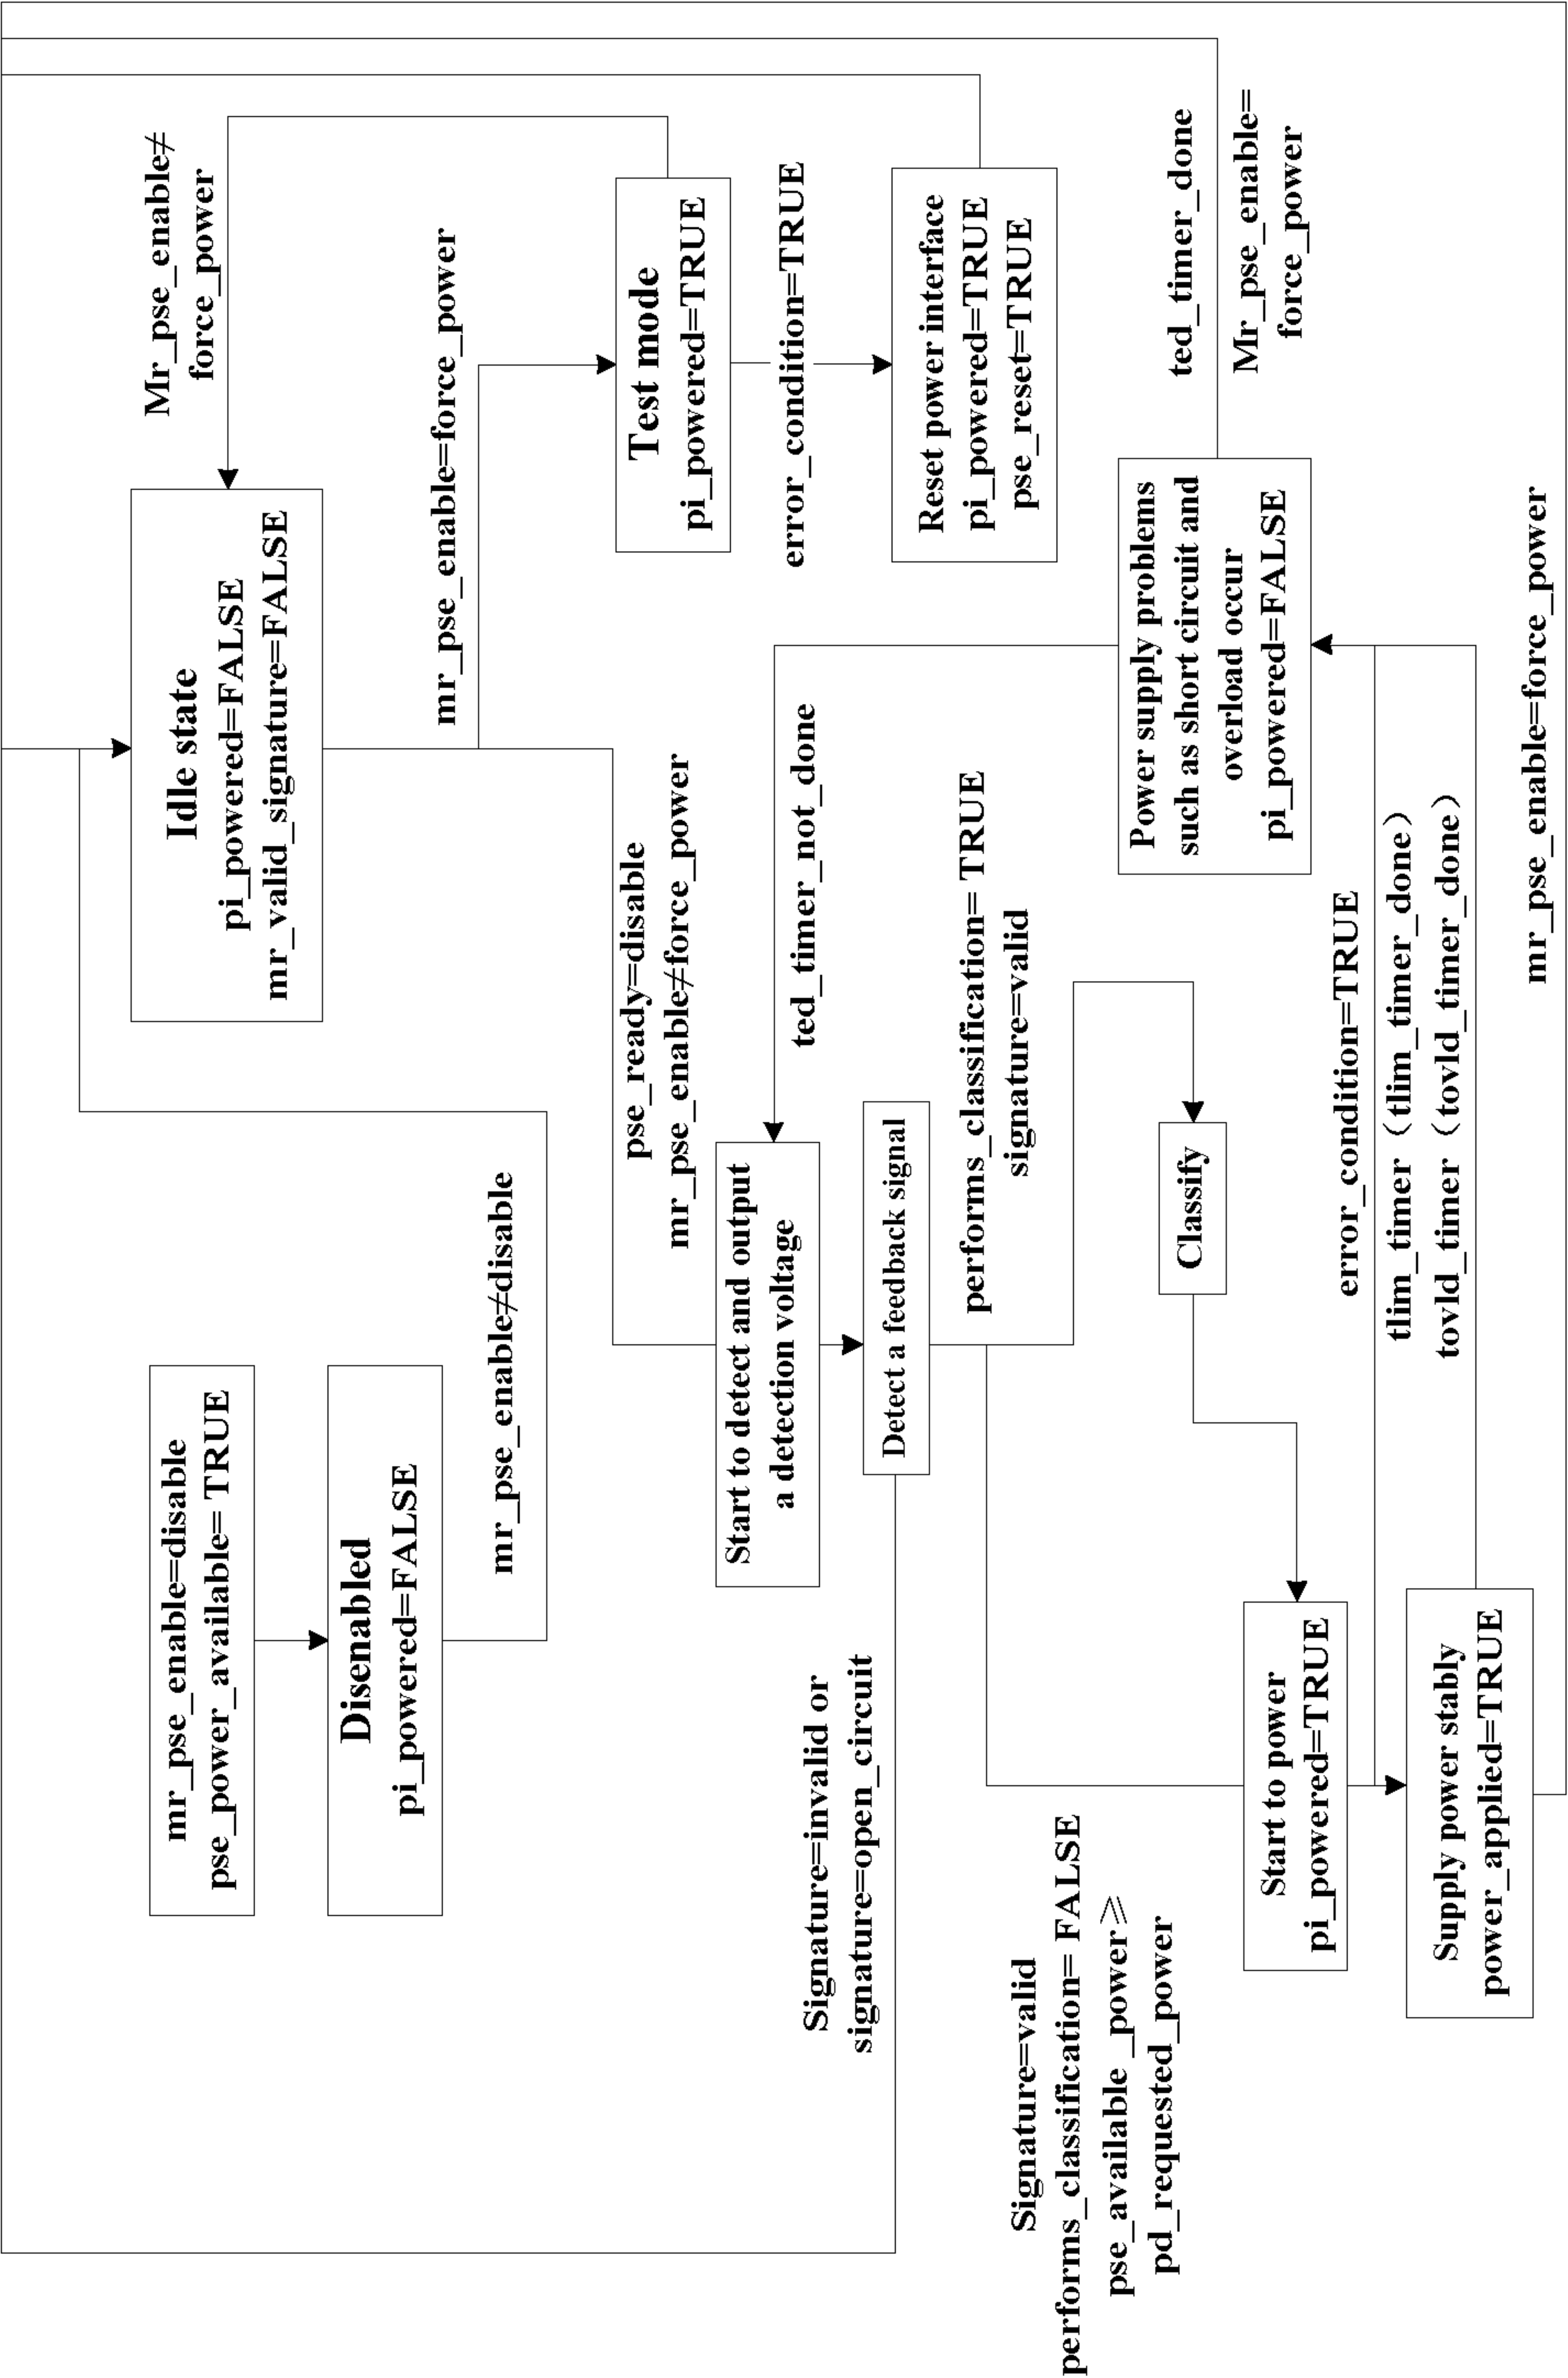 mr_pse_enable=disable
pse_power_available= TRUE
Disenabled
pi_powered=FALSE
mr_pse_enable≠disable
Idle state
pi_powered=FALSE
mr_valid_signature=FALSE
Mr_pse_enable≠
force_power
mr_pse_enable=force_power
Test mode
pi_powered=TRUE
error_condition=TRUE
Reset power interface
pi_powered=TRUE
pse_reset=TRUE
pse_ready=disable
mr_pse_enable≠force_power
Start to detect and output
a detection voltage
ted_timer_not_done
Signature=invalid or
signature=open_circuit
Detect a feedback signal
performs_classification= TRUE
signature=valid
Classify
Signature=valid
performs_classification= FALSE
pse_available _power≥
pd_requested_power
Start to power
pi_powered=TRUE
Power supply problems
such as short circuit and
overload occur
pi_powered=FALSE
ted_timer_done
Mr_pse_enable=
force_power
error_condition=TRUE
tlim_timer（tlim_timer_done）
tovld_timer（tovld_timer_done）
Supply power stably
power_applied=TRUE
mr_pse_enable=force_power